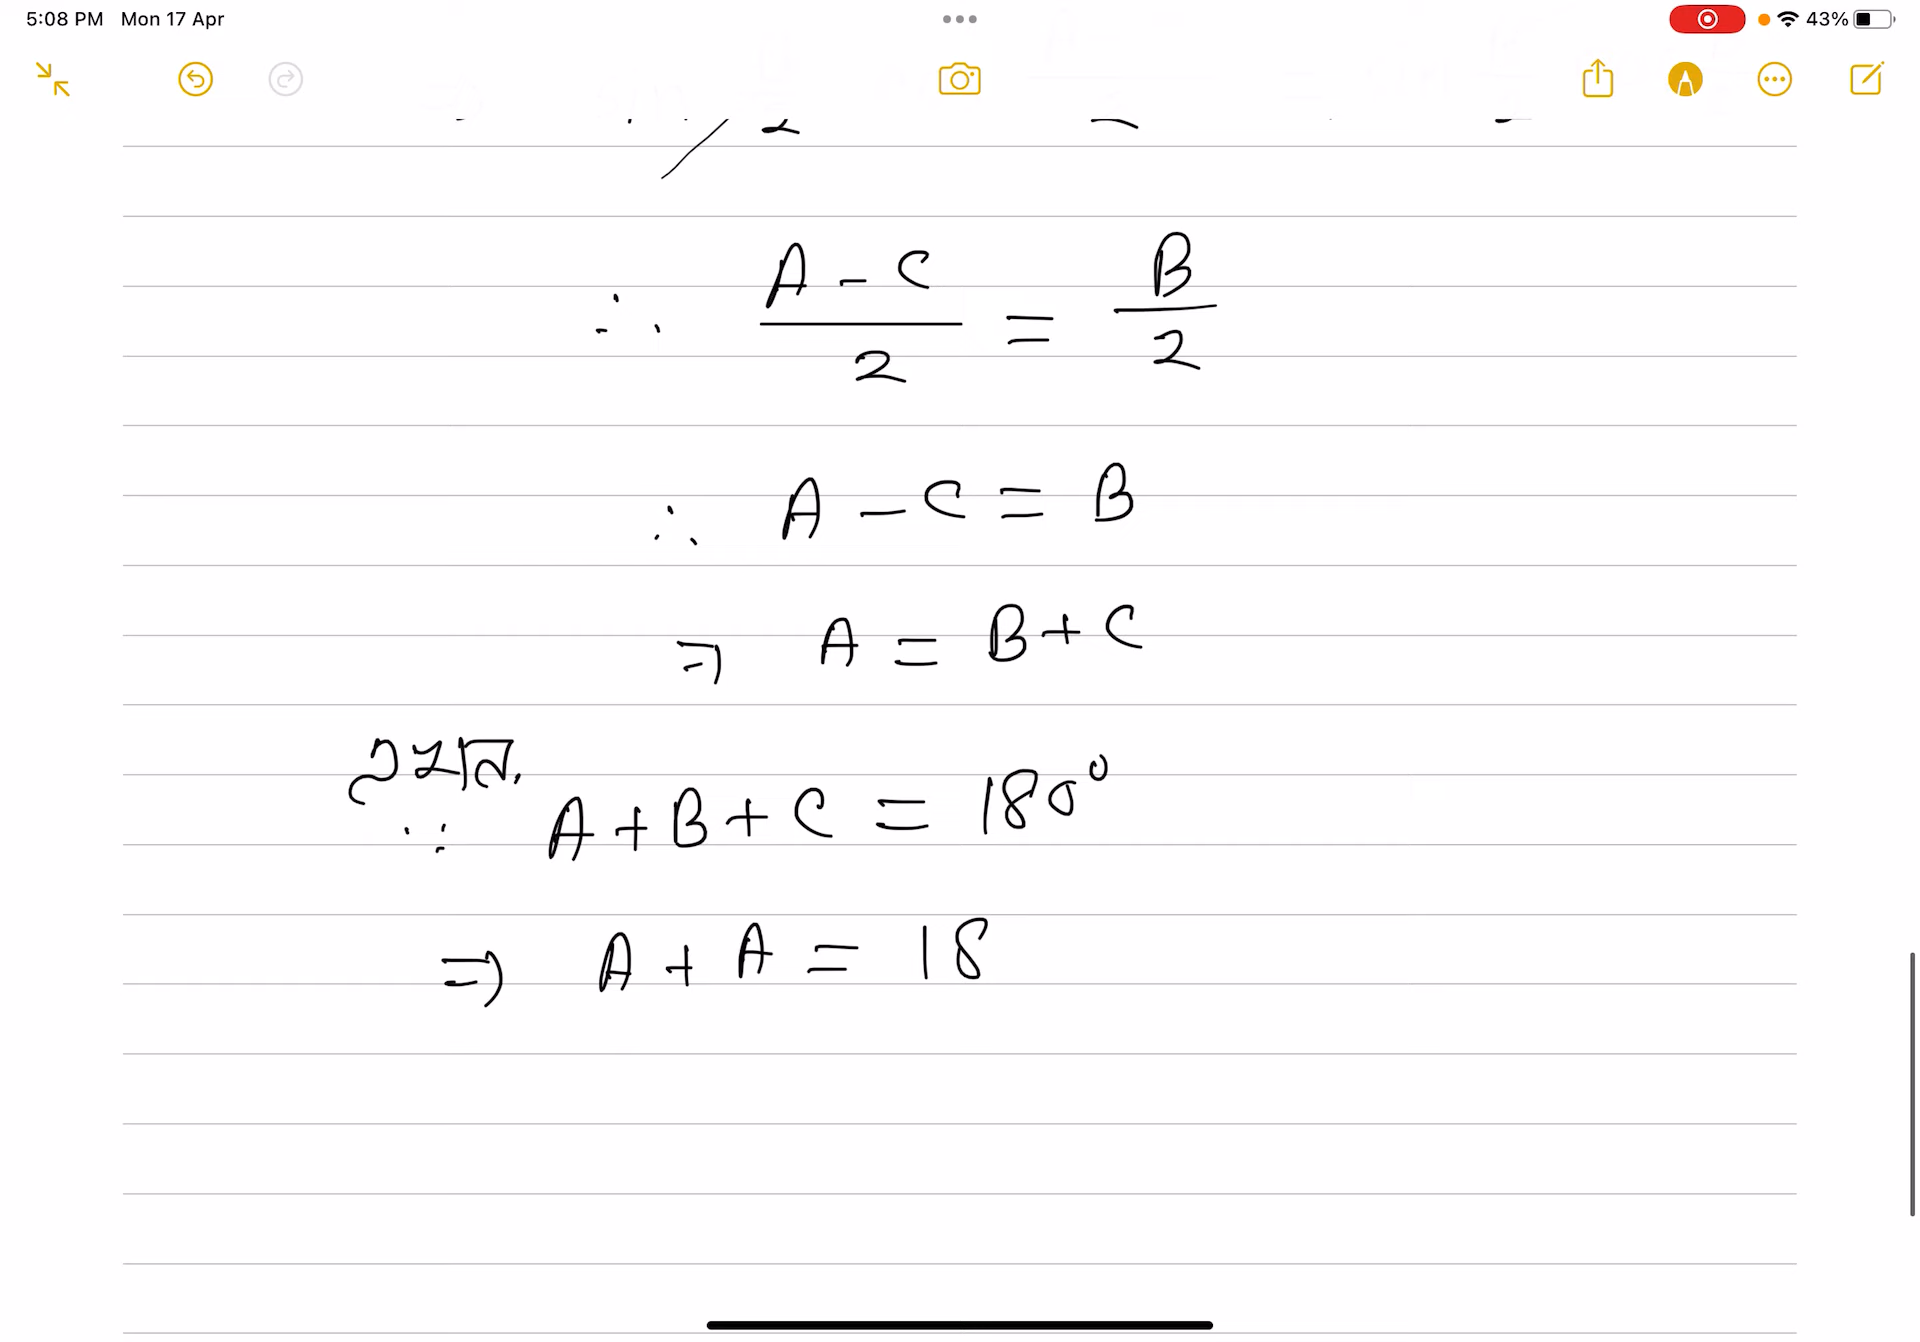 5:08 PM Mon 17 Apr 43%
∴ A - C / 2 = B / 2
∴ A - C = B
⇒ A = B + C
এখন,
∵ A + B + C = 180°
⇒ A + A = 18